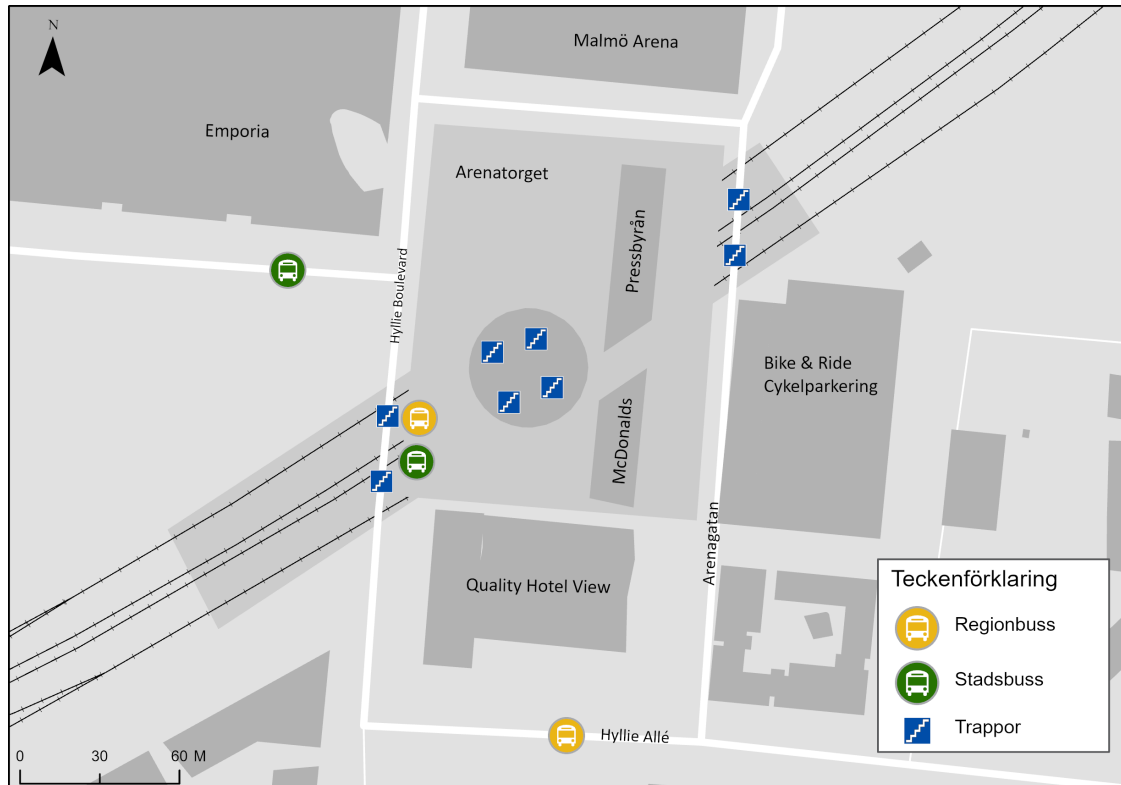 N
Malmö Arena
Emporia
Arenatorget
Pressbyrån
Hyllie Boulevard
Bike & Ride
Cykelparkering
McDonalds
Arenagatan
Quality Hotel View
Hyllie Allé
Teckenförklaring
Regionbuss
Stadsbuss
Trappor
0 30 60 M